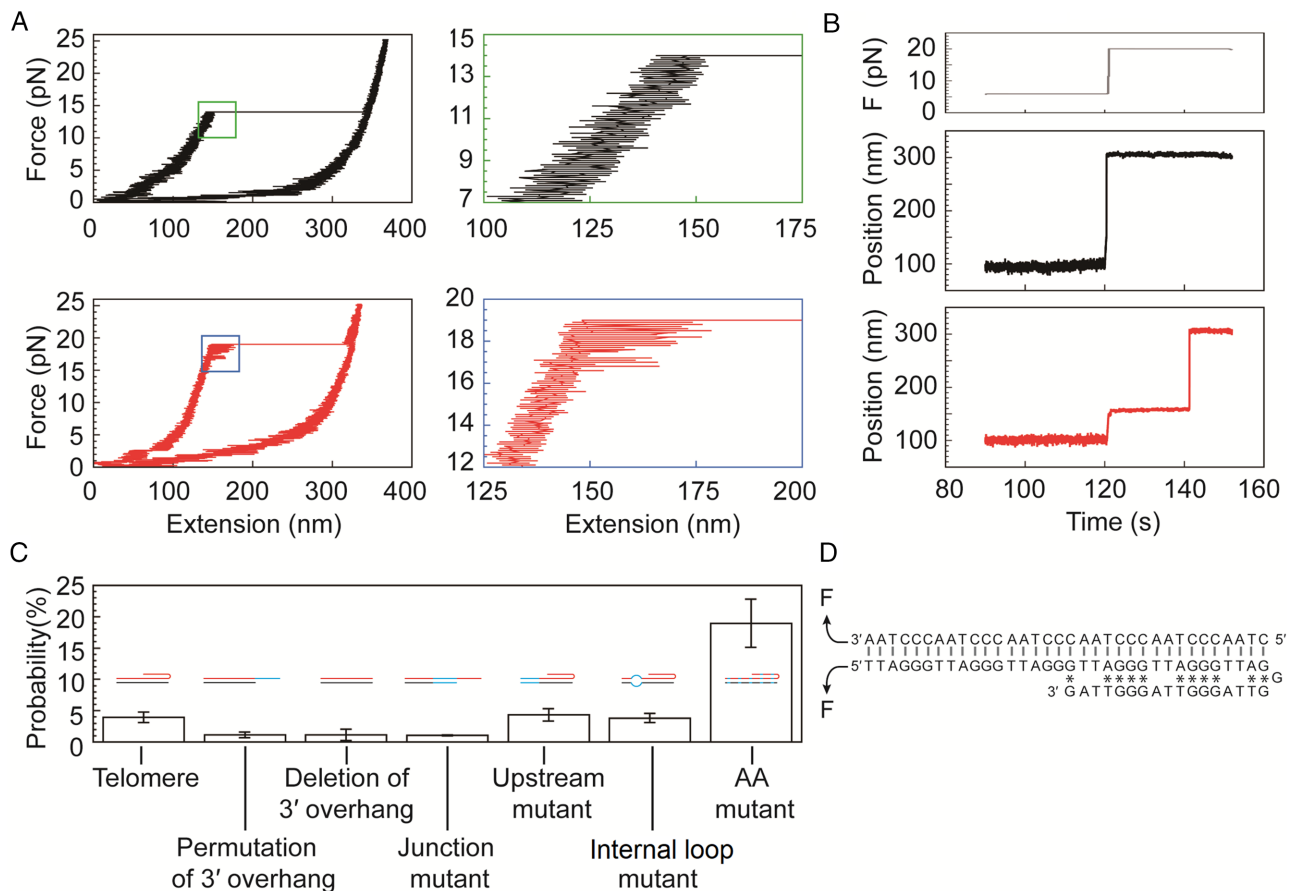 A
25
20
15
10
5
0
Force (pN)
0 100 200 300 400
15
13
11
9
7
100 125 150 175
B
20
10
0
F (pN)
300
200
100
Position (nm)
25
20
15
10
5
0
Force (pN)
0 100 200 300 400
Extension (nm)
20
18
16
14
12
125 150 175 200
Extension (nm)
300
200
100
Position (nm)
80 100 120 140 160
Time (s)
C
25
20
15
10
5
0
Probability(%)
Telomere
Deletion of
3′ overhang
Upstream
mutant
AA
mutant
Permutation
of 3′ overhang
Junction
mutant
Internal loop
mutant
D
F
3′AATCCCAATCCCAATCCCAATCCCAATCCCAATC 5′
5′TTAGGGTTAGGGTTAGGGTTAGGGTTAGGGTTAG
* **** **** **
G
3′GATTGGGATTGGGATTG
F